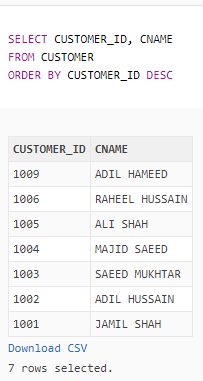 SELECT CUSTOMER_ID, CNAME
FROM CUSTOMER
ORDER BY CUSTOMER_ID DESC
CUSTOMER_ID CNAME
1009 ADIL HAMEED
1006 RAHEEL HUSSAIN
1005 ALI SHAH
1004 MAJID SAEED
1003 SAEED MUKHTAR
1002 ADIL HUSSAIN
1001 JAMIL SHAH
Download CSV
7 rows selected.